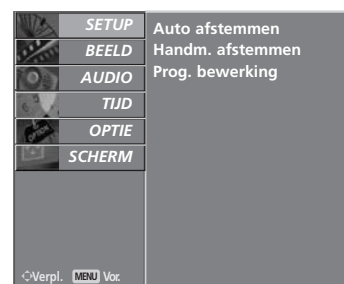 SETUP
BEELD
AUDIO
TIJD
OPTIE
SCHERM
Auto afstemmen
Handm. afstemmen
Prog. bewerking
Verpl. MENU Vor.